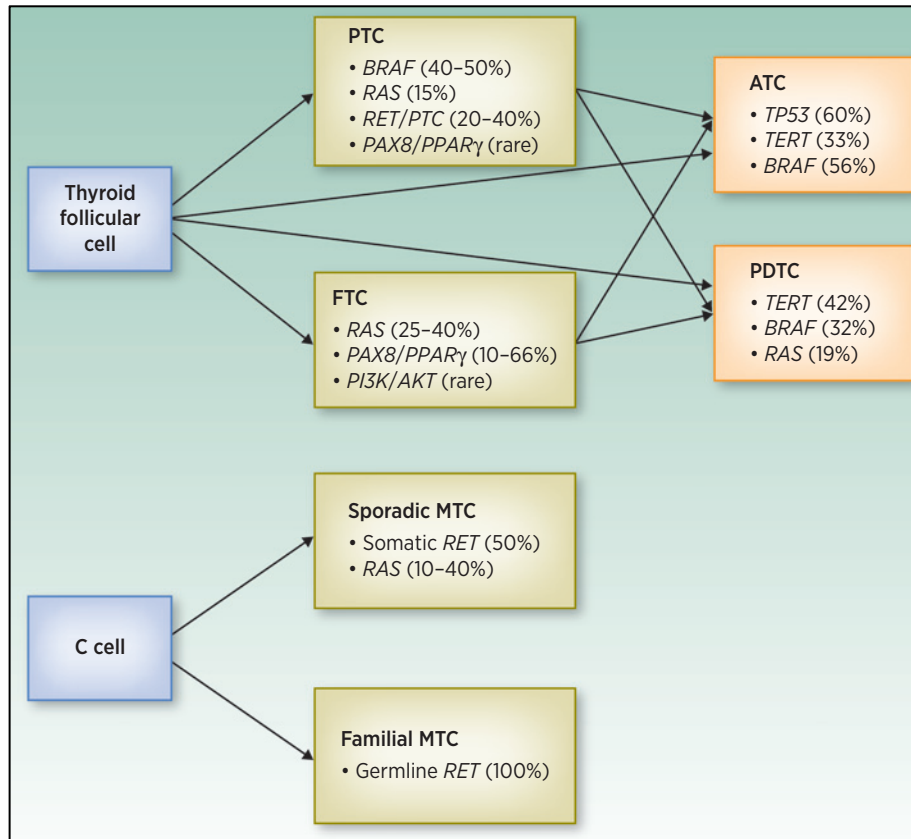 PTC
• BRAF (40–50%)
• RAS (15%)
• RET/PTC (20–40%)
• PAX8/PPARγ (rare)
ATC
• TP53 (60%)
• TERT (33%)
• BRAF (56%)
Thyroid
follicular
cell
FTC
• RAS (25–40%)
• PAX8/PPARγ (10–66%)
• PI3K/AKT (rare)
PDTC
• TERT (42%)
• BRAF (32%)
• RAS (19%)
Sporadic MTC
• Somatic RET (50%)
• RAS (10–40%)
C cell
Familial MTC
• Germline RET (100%)